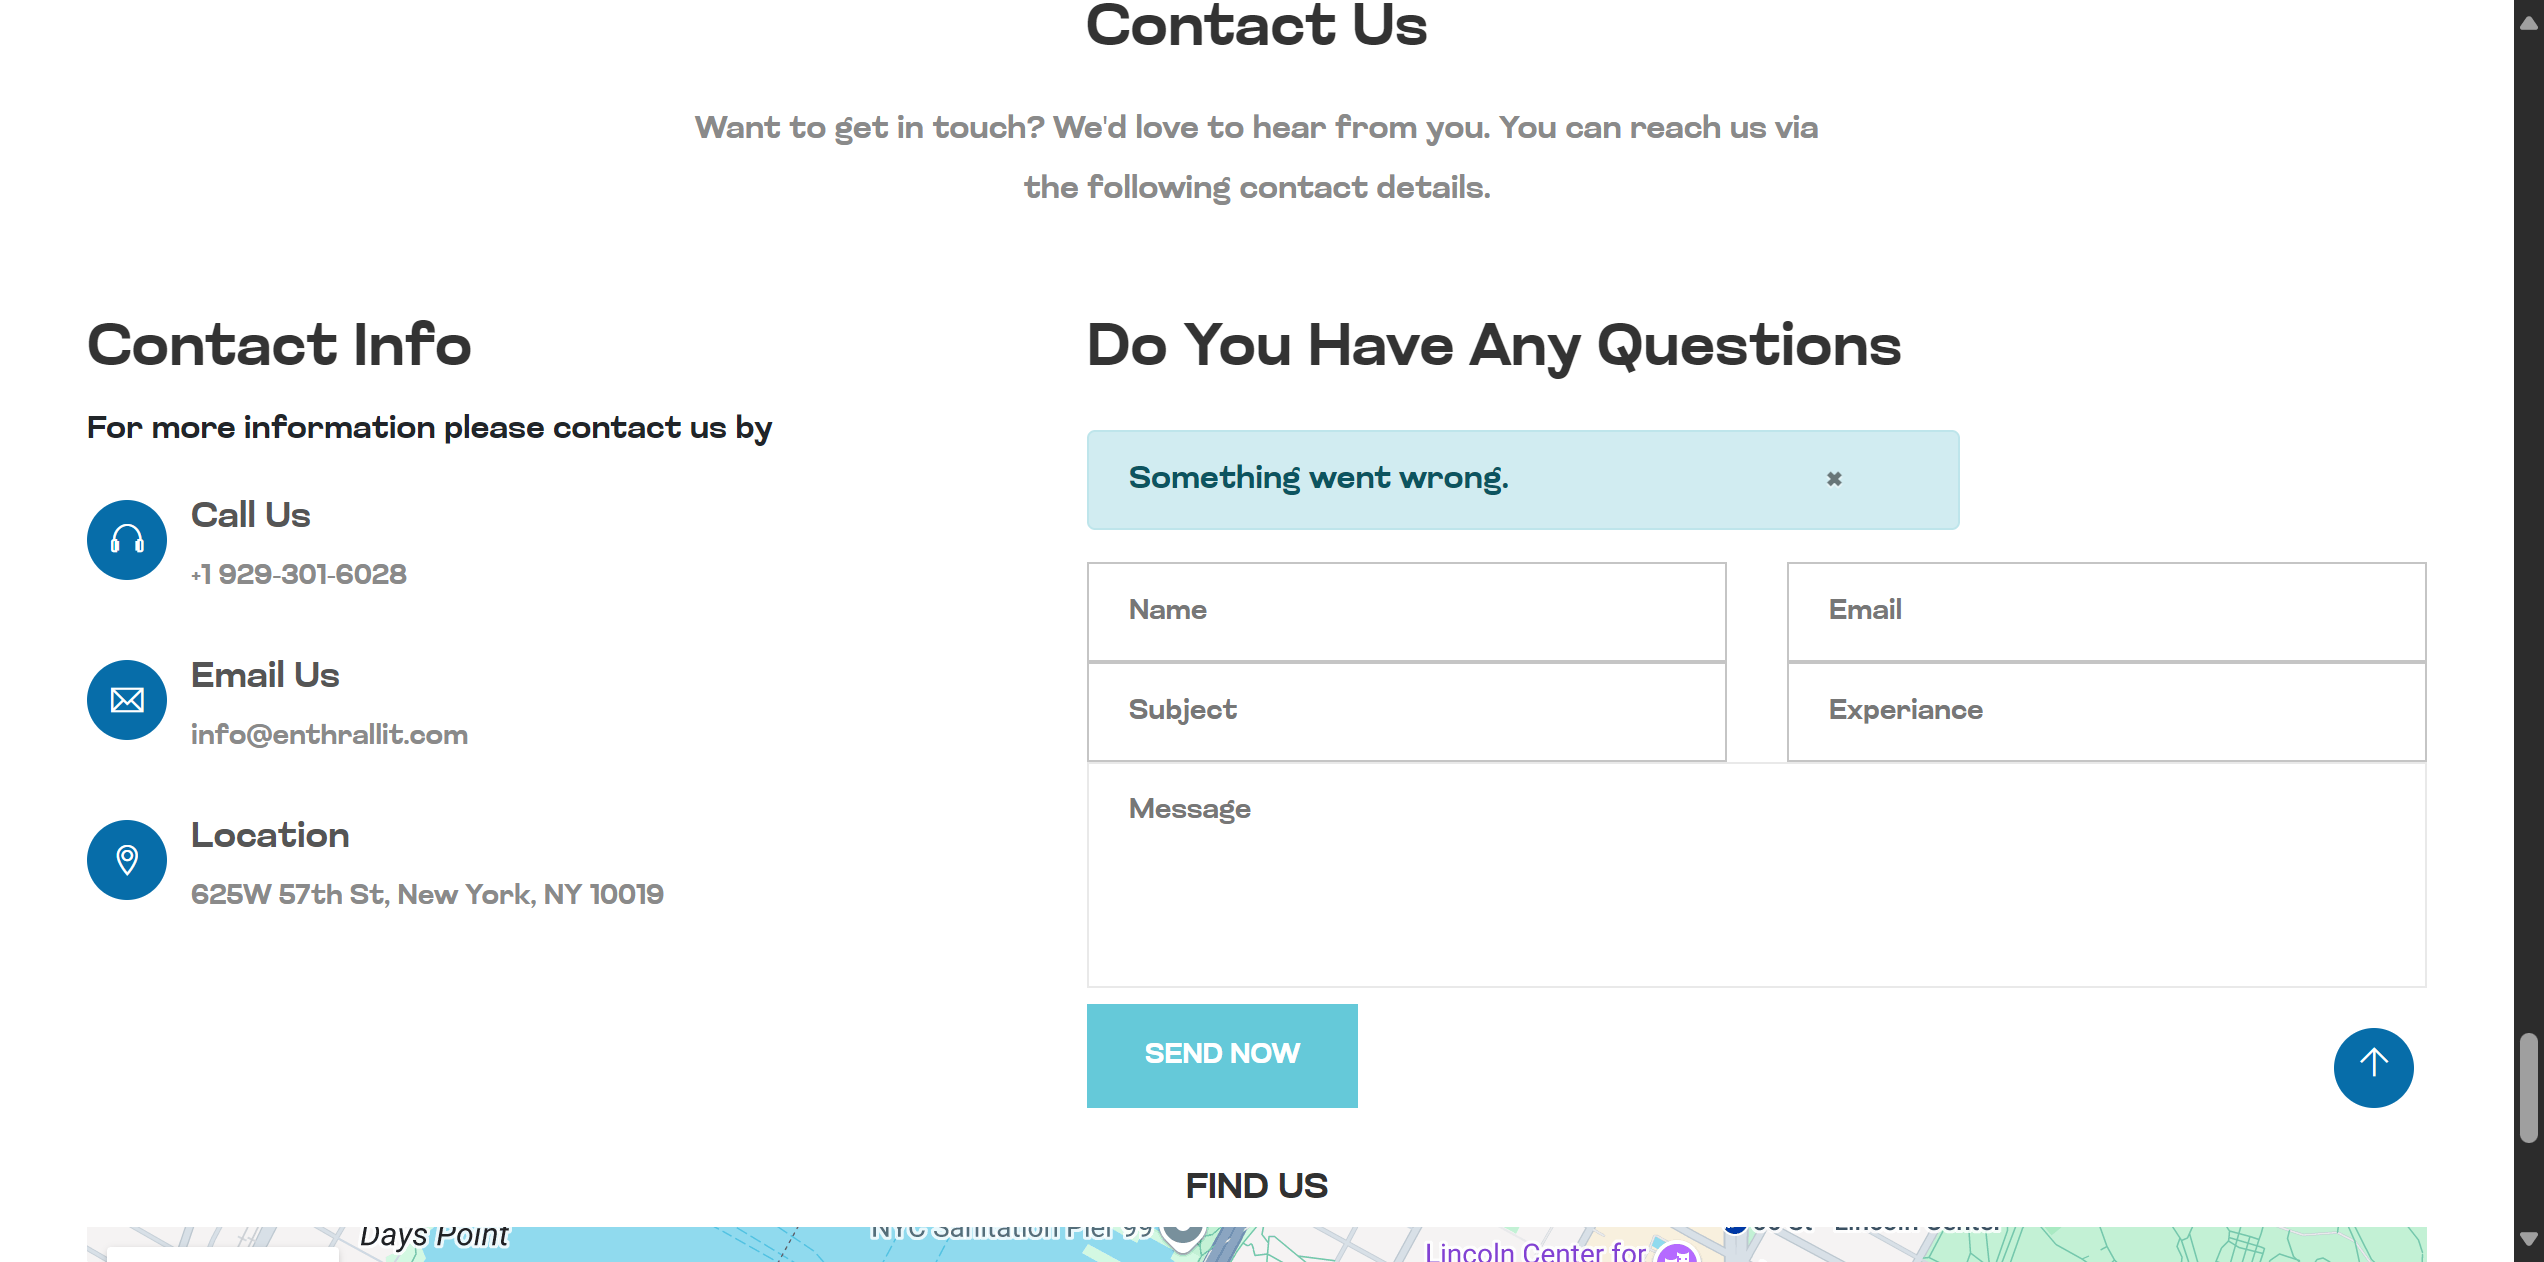 Contact Us
Want to get in touch? We'd love to hear from you. You can reach us via
the following contact details.
Contact Info
For more information please contact us by
Call Us
+1 929-301-6028
Email Us
info@enthrallit.com
Location
625W 57th St, New York, NY 10019
Do You Have Any Questions
Something went wrong.
Name
Email
Subject
Experiance
Message
SEND NOW
FIND US
Days Point
NYC Sanitation Pier 99
Lincoln Center
Lincoln Center for